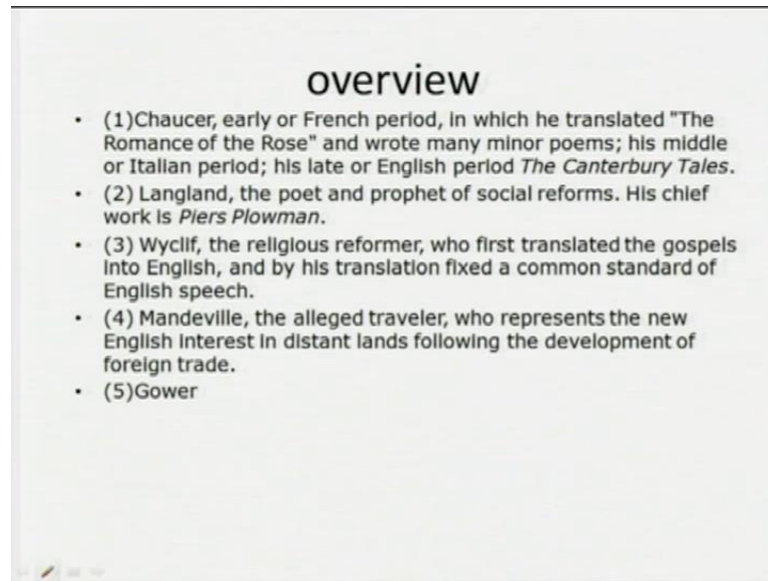 overview
• (1)Chaucer, early or French period, in which he translated "The
Romance of the Rose" and wrote many minor poems; his middle
or Italian period; his late or English period The Canterbury Tales.
• (2) Langland, the poet and prophet of social reforms. His chief
work is Piers Plowman.
• (3) Wyclif, the religious reformer, who first translated the gospels
into English, and by his translation fixed a common standard of
English speech.
• (4) Mandeville, the alleged traveler, who represents the new
English interest in distant lands following the development of
foreign trade.
• (5)Gower